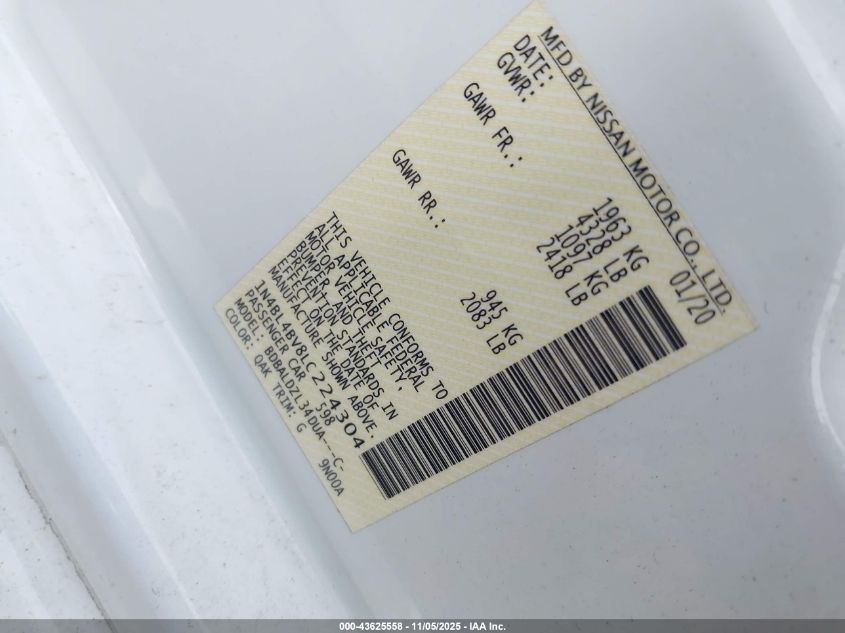 MFD BY NISSAN MOTOR CO., LTD.
DATE: 01/20
GVWR: 1963 KG
4328 LB
GAWR FR.: 1097 KG
2418 LB
GAWR RR.: 945 KG
2083 LB
THIS VEHICLE CONFORMS TO
ALL APPLICABLE FEDERAL
MOTOR VEHICLE SAFETY,
BUMPER, AND THEFT
PREVENTION STANDARDS IN
EFFECT ON THE DATE OF
MANUFACTURE SHOWN ABOVE.
1N4BL4BV8LC224304
PASSENGER CAR 598
MODEL: BDBALDZL34DUA---C-
COLOR: QAK TRIM: G 9N00A
000-43625558 - 11/05/2025 - IAA Inc.